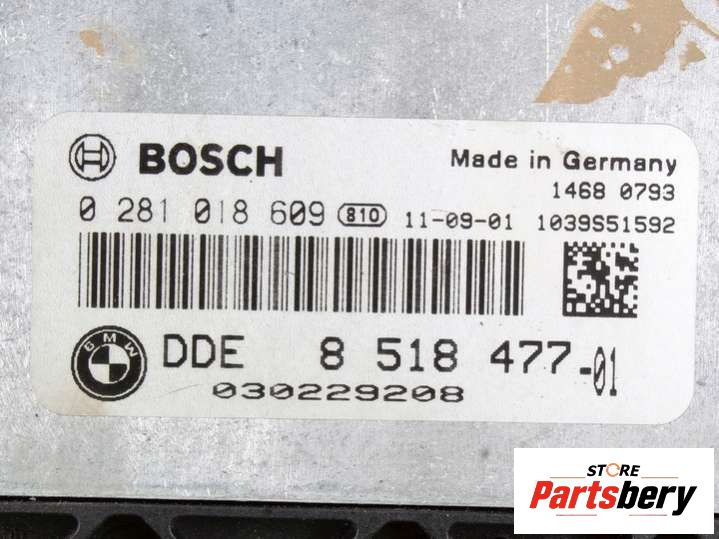 BOSCH
Made in Germany
1468 0793
0 281 018 609 810 11-09-01 1039S51592
BMW
DDE 8 518 477-01
030229208
STORE
Partsbery